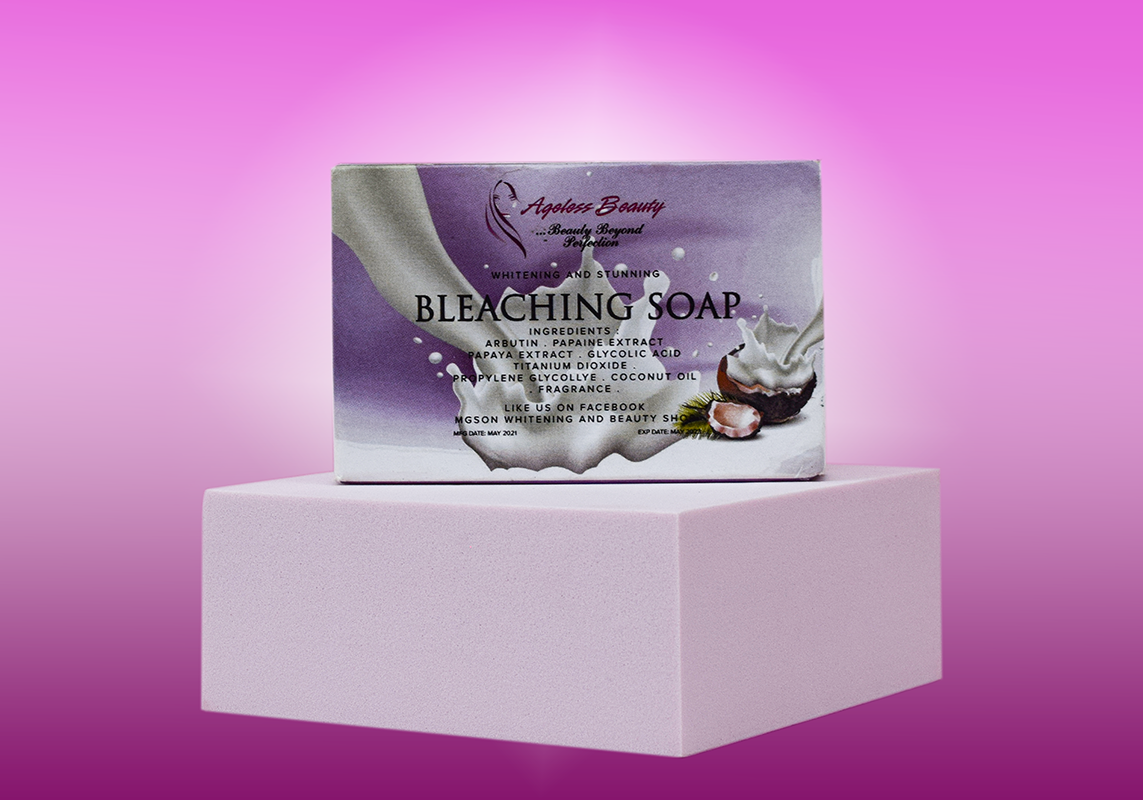 Ageless Beauty
...Beauty Beyond
Perfection
WHITENING AND STUNNING
BLEACHING SOAP
INGREDIENTS :
ARBUTIN . PAPAINE EXTRACT
PAPAYA EXTRACT . GLYCOLIC ACID
TITANIUM DIOXIDE .
PROPYLENE GLYCOLLYE . COCONUT OIL
. FRAGRANCE .
LIKE US ON FACEBOOK
MGSON WHITENING AND BEAUTY
MFG DATE: MAY 2021
EXP DATE: MAY